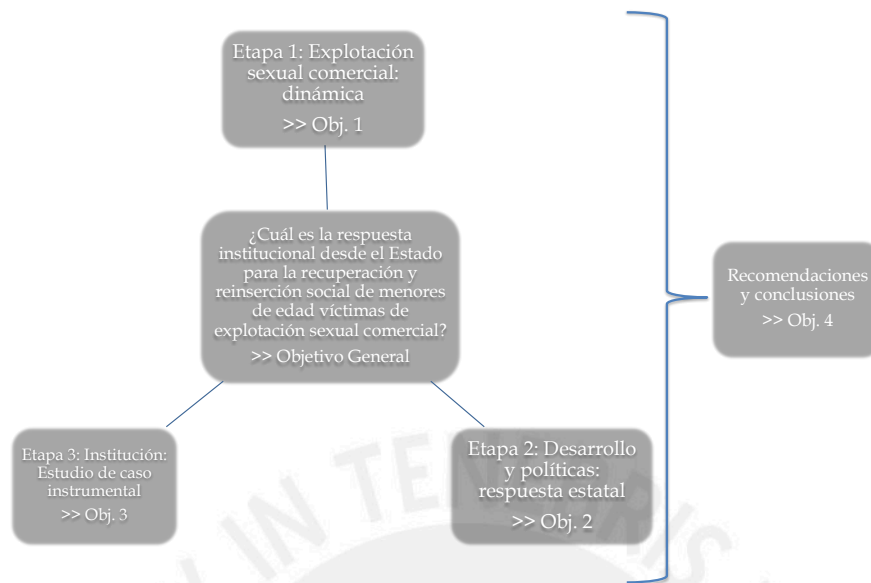 Etapa 1: Explotación
sexual comercial:
dinámica
>> Obj. 1
¿Cuál es la respuesta
institucional desde el Estado
para la recuperación y
reinserción social de menores
de edad víctimas de
explotación sexual comercial?
>> Objetivo General
Recomendaciones
y conclusiones
>> Obj. 4
Etapa 3: Institución:
Estudio de caso
instrumental
>> Obj. 3
Etapa 2: Desarrollo
y políticas:
respuesta estatal
>> Obj. 2
IN TEN